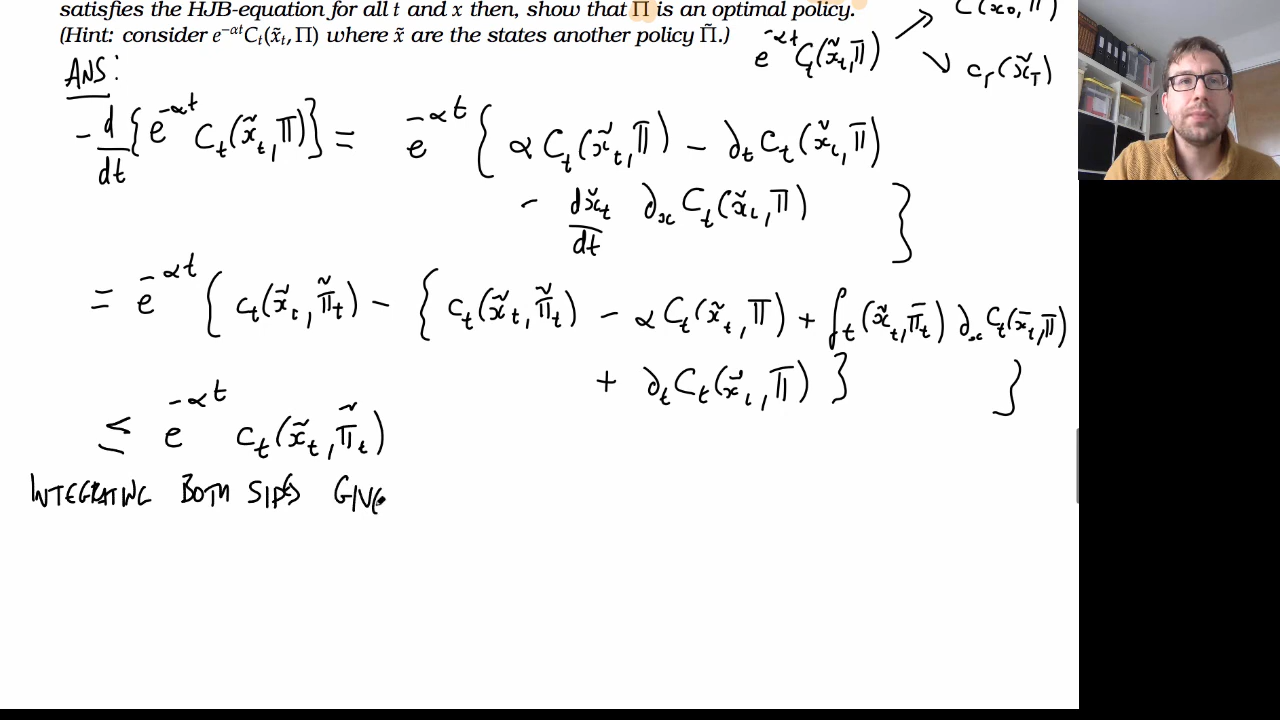 satisfies the HJB-equation for all t and x then, show that Π is an optimal policy.
(Hint: consider e^{-αt}C_t(x̃_t, Π) where x̃ are the states another policy Π̃.)
C(x_0, Π)
e^{-αt} C_t(x̃_t, Π)
c_T(x̃_T)
ANS:
- d/dt {e^{-αt} C_t(x̃_t, Π)} = e^{-αt} { α C_t(x̃_t, Π) - ∂_t C_t(x̃_t, Π)
- dx̃_t/dt ∂_x C_t(x̃_t, Π) }
= e^{-αt} { c_t(x̃_t, π̃_t) - { c_t(x̃_t, π̃_t) - α C_t(x̃_t, Π) + f_t(x̃_t, π̃_t) ∂_x C_t(x̃_t, Π)
+ ∂_t C_t(x̃_t, Π) } }
≤ e^{-αt} c_t(x̃_t, π̃_t)
INTEGRATING BOTH SIDES GIVE